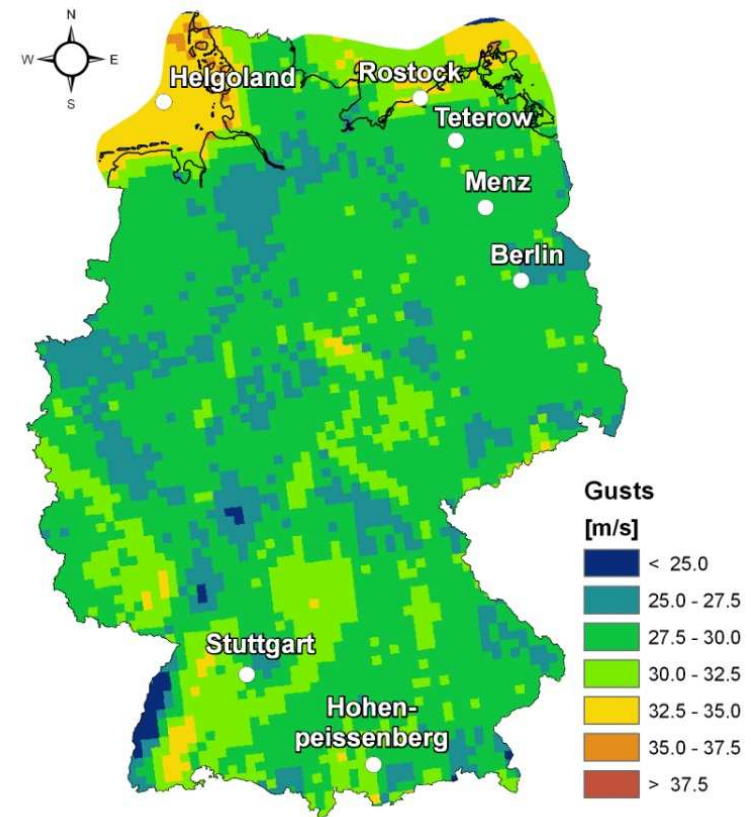 N
W E
S
Helgoland
Rostock
Teterow
Menz
Berlin
Stuttgart
Hohen-
peissenberg
Gusts
[m/s]
< 25.0
25.0 - 27.5
27.5 - 30.0
30.0 - 32.5
32.5 - 35.0
35.0 - 37.5
> 37.5